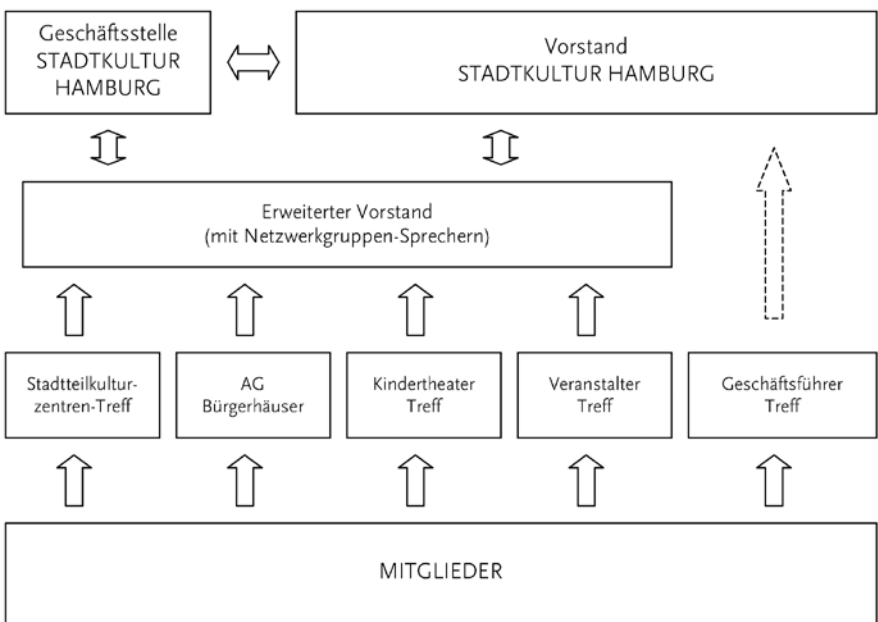 Geschäftsstelle
STADTKULTUR
HAMBURG
Vorstand
STADTKULTUR HAMBURG
Erweiterter Vorstand
(mit Netzwerkgruppen-Sprechern)
Stadtteilkultur-
zentren-Treff
AG
Bürgerhäuser
Kindertheater
Treff
Veranstalter
Treff
Geschäftsführer
Treff
MITGLIEDER